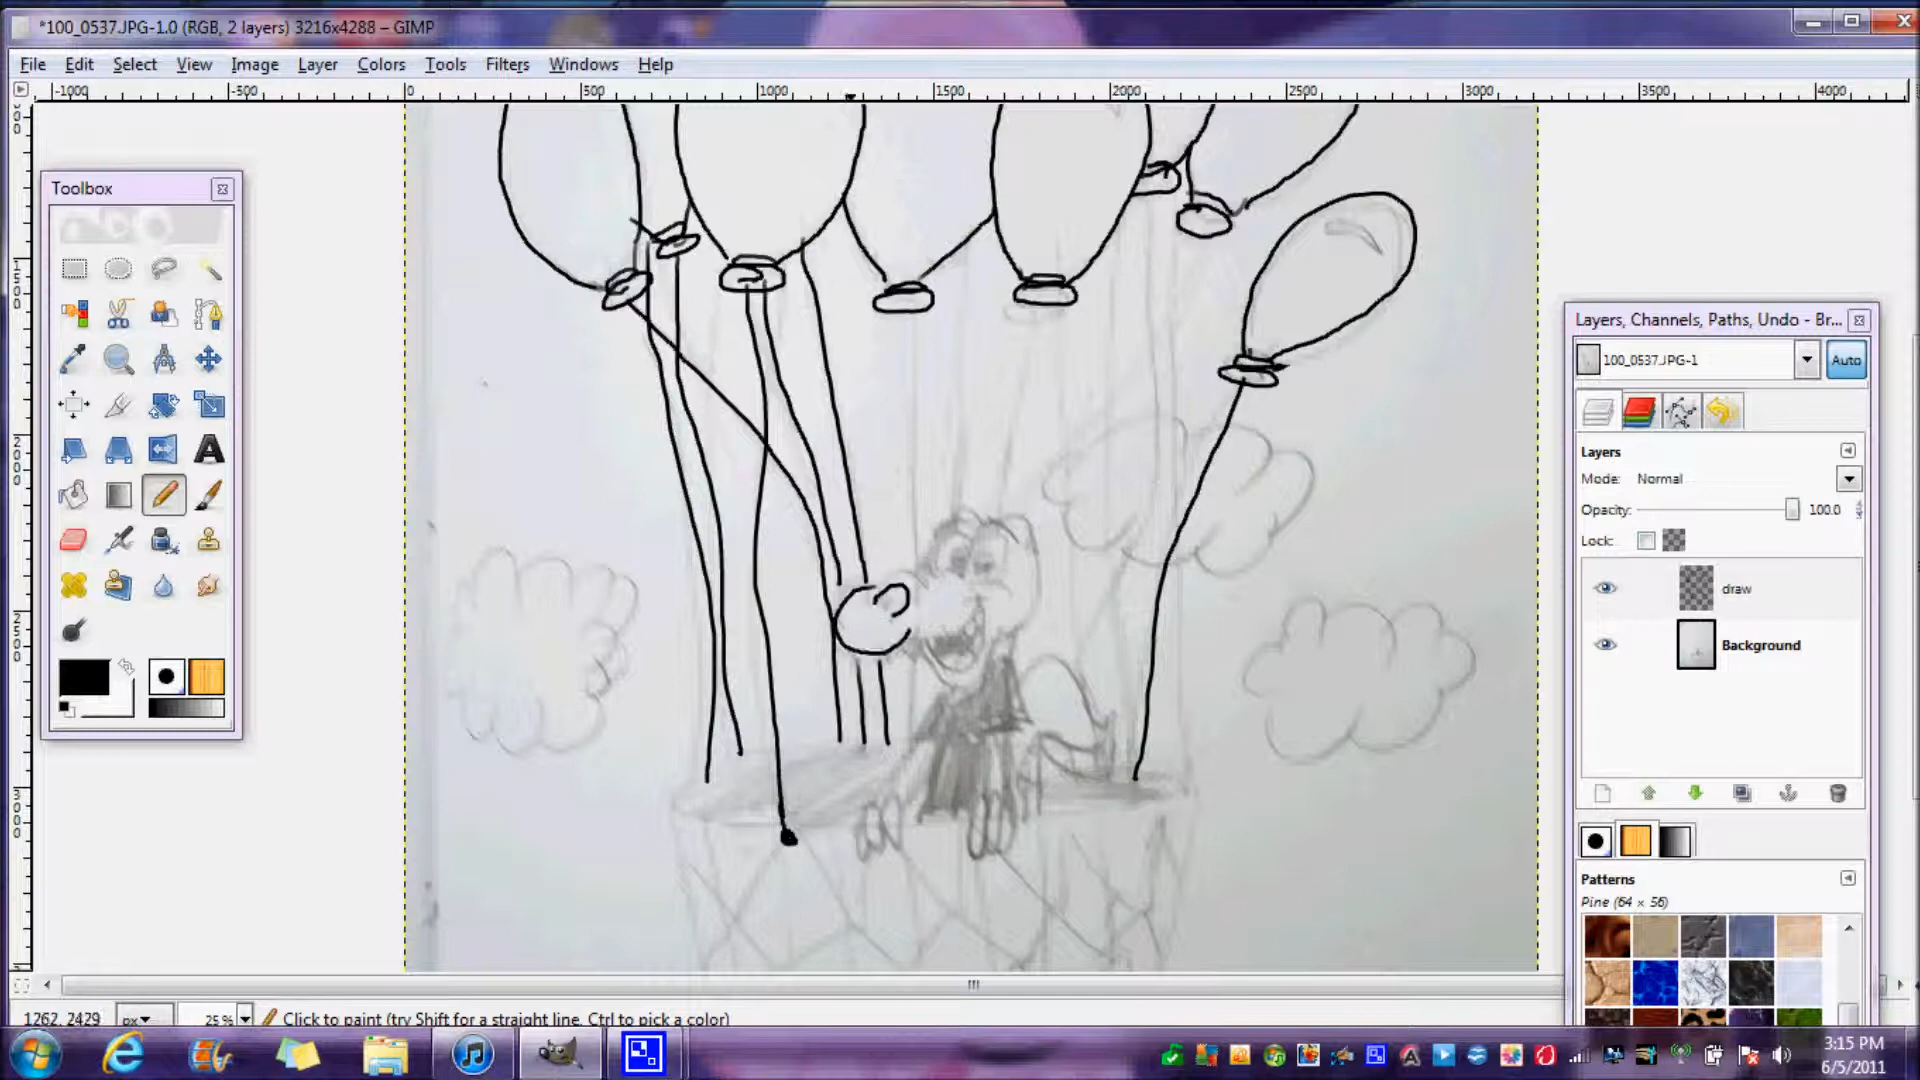 *100_0537.JPG-1.0 (RGB, 2 layers) 3216x4288 – GIMP
File Edit Select View Image Layer Colors Tools Filters Windows Help
-1000 -500 0 500 1000 1500 2000 2500 3000 3500 4000
Toolbox
1500
2000
2500
3000
Layers, Channels, Paths, Undo - Br...
100_0537.JPG-1
Auto
Layers
Mode: Normal
Opacity: 100.0
Lock:
draw
Background
Patterns
Pine (64 × 56)
1262, 2429 px 25% Click to paint (try Shift for a straight line, Ctrl to pick a color)
3:15 PM
6/5/2011